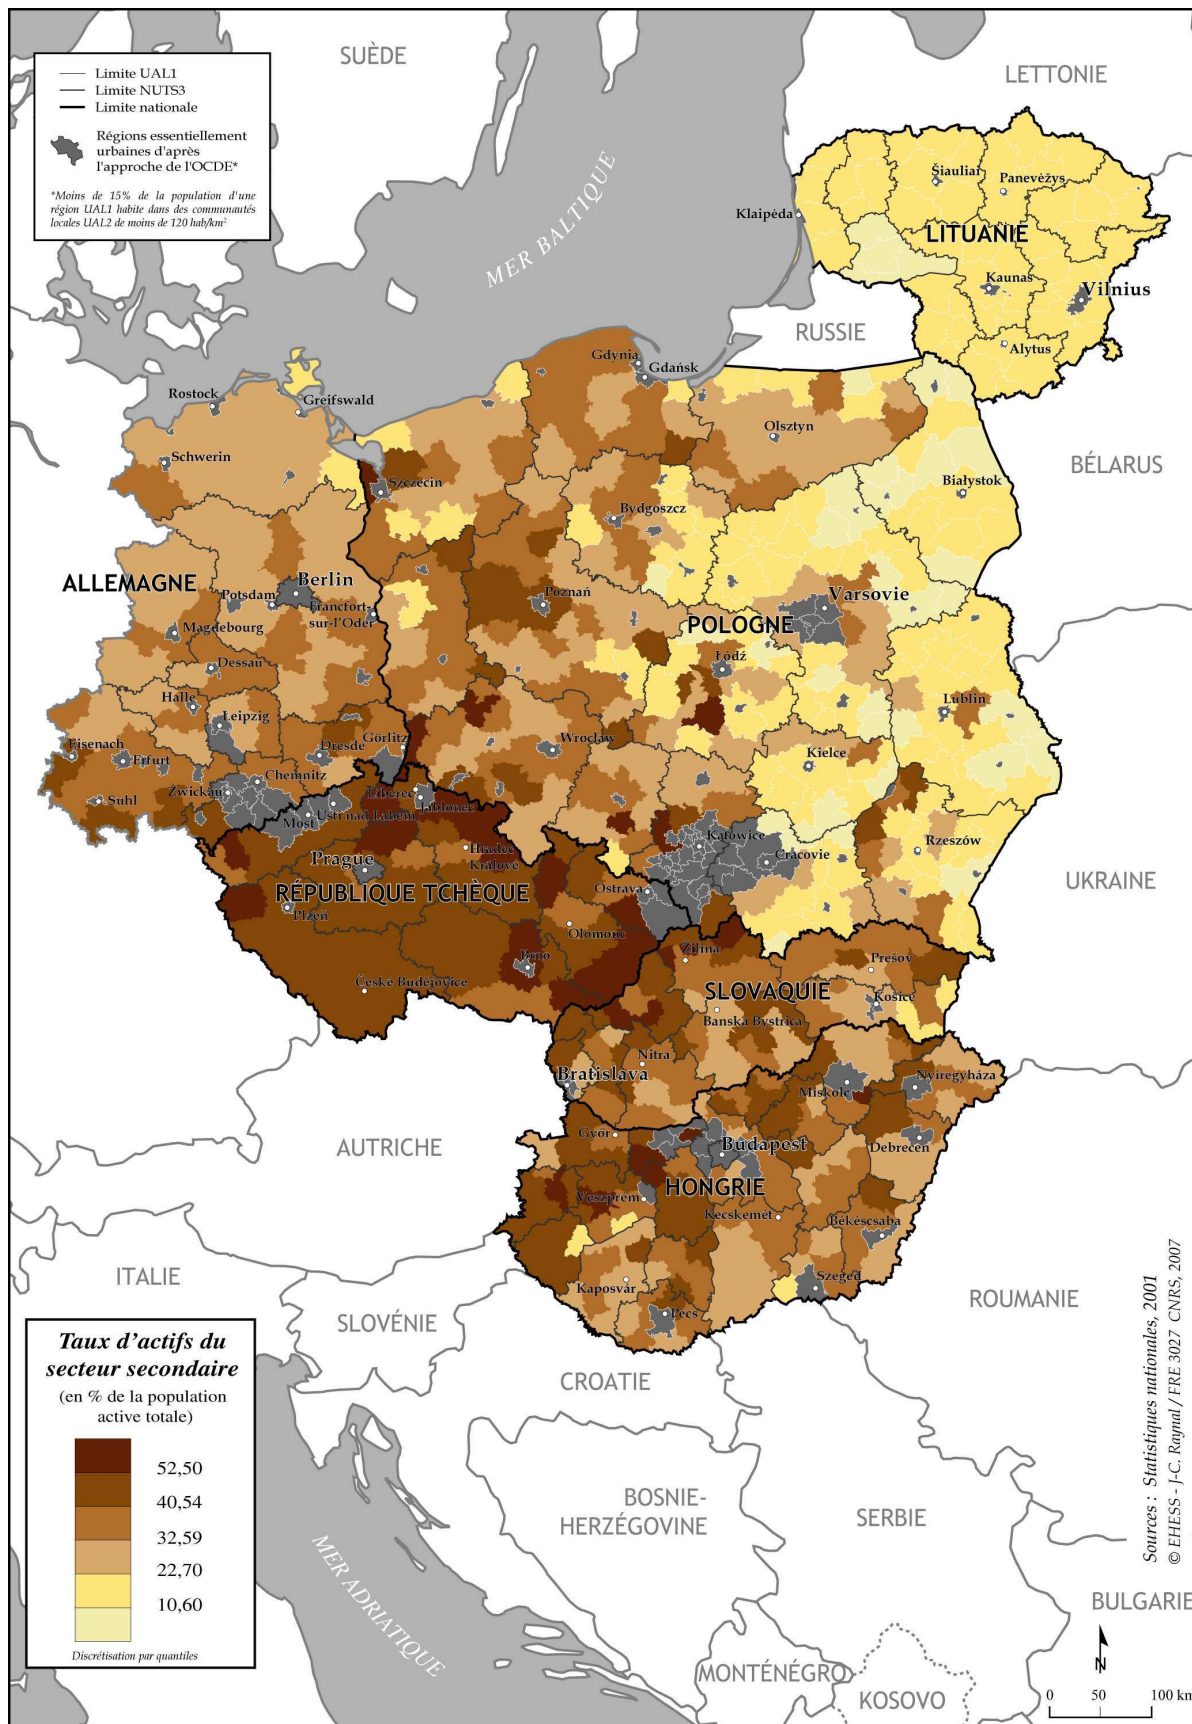 SUÈDE
LETTONIE
Limite UAL1
Limite NUTS3
Limite nationale
Régions essentiellement
urbaines d'après
l'approche de l'OCDE*
*Moins de 15% de la population d'une
région UAL1 habite dans des communautés
locales UAL2 de moins de 120 hab/km²
MER BALTIQUE
Šiauliai
Panevėžys
Klaipėda
LITUANIE
Kaunas
Vilnius
RUSSIE
Alytus
Gdynia
Gdańsk
Rostock
Greifswald
Olsztyn
Schwerin
Szczecin
BÉLARUS
Białystok
Bydgoszcz
ALLEMAGNE
Berlin
Potsdam
Francfort-
sur-l'Oder
Poznań
Varsovie
Magdebourg
POLOGNE
Dessau
Łódź
Halle
Leipzig
Lublin
Görlitz
Dresde
Wrocław
Eisenach
Erfurt
Kielce
Chemnitz
Zwickau
Suhl
Liberec
Jablonec
Most
Ústí nad Labem
Katowice
Hradec
Králové
Cracovie
Rzeszów
Prague
RÉPUBLIQUE TCHÈQUE
Ostrava
UKRAINE
Plzeň
Olomouc
Žilina
Brno
Prešov
České Budějovice
SLOVAQUIE
Košice
Banská Bystrica
Nitra
Bratislava
Nyíregyháza
Miskolc
Győr
Budapest
Debrecen
AUTRICHE
HONGRIE
Veszprém
Kecskemét
Békéscsaba
ITALIE
Kaposvár
Szeged
ROUMANIE
Pécs
SLOVÉNIE
CROATIE
Taux d'actifs du
secteur secondaire
(en % de la population
active totale)
52,50
40,54
32,59
22,70
10,60
Discrétisation par quantiles
BOSNIE-
HERZÉGOVINE
SERBIE
MER ADRIATIQUE
Sources : Statistiques nationales, 2001
© EHESS - J-C. Raynal / FRE 3027 CNRS, 2007
BULGARIE
MONTÉNÉGRO
KOSOVO
N
0 50 100 km